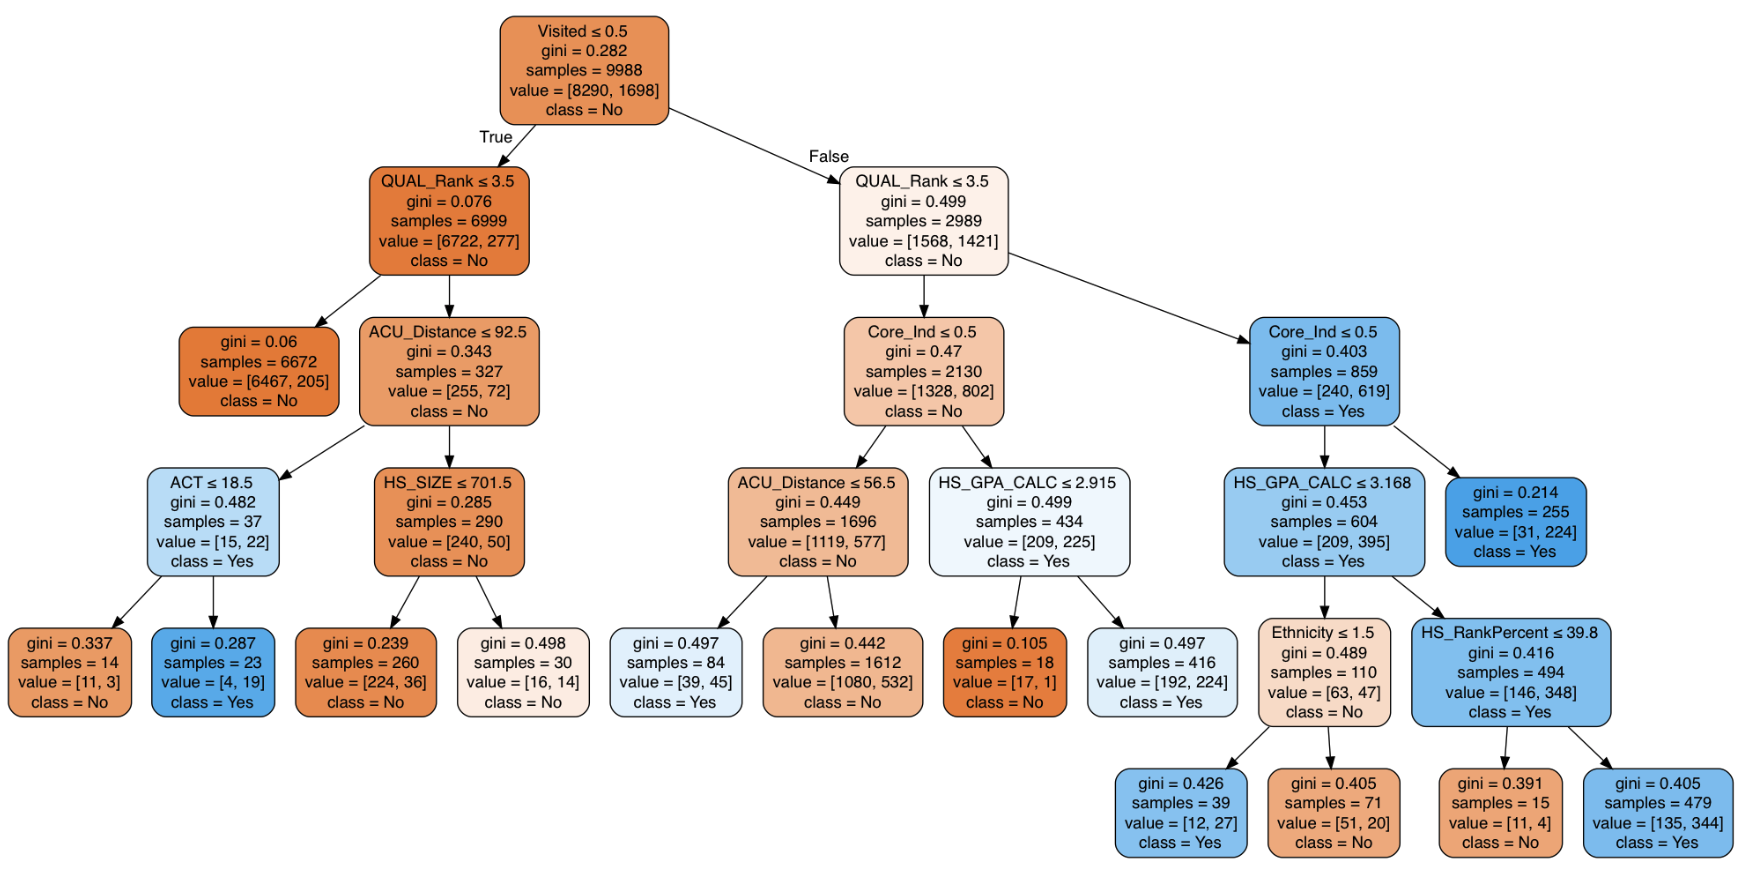 Visited ≤ 0.5
gini = 0.282
samples = 9988
value = [8290, 1698]
class = No
True
False
QUAL_Rank ≤ 3.5
gini = 0.076
samples = 6999
value = [6722, 277]
class = No
QUAL_Rank ≤ 3.5
gini = 0.499
samples = 2989
value = [1568, 1421]
class = No
gini = 0.06
samples = 6672
value = [6467, 205]
class = No
ACU_Distance ≤ 92.5
gini = 0.343
samples = 327
value = [255, 72]
class = No
Core_Ind ≤ 0.5
gini = 0.47
samples = 2130
value = [1328, 802]
class = No
Core_Ind ≤ 0.5
gini = 0.403
samples = 859
value = [240, 619]
class = Yes
ACT ≤ 18.5
gini = 0.482
samples = 37
value = [15, 22]
class = Yes
HS_SIZE ≤ 701.5
gini = 0.285
samples = 290
value = [240, 50]
class = No
ACU_Distance ≤ 56.5
gini = 0.449
samples = 1696
value = [1119, 577]
class = No
HS_GPA_CALC ≤ 2.915
gini = 0.499
samples = 434
value = [209, 225]
class = Yes
HS_GPA_CALC ≤ 3.168
gini = 0.453
samples = 604
value = [209, 395]
class = Yes
gini = 0.214
samples = 255
value = [31, 224]
class = Yes
gini = 0.337
samples = 14
value = [11, 3]
class = No
gini = 0.287
samples = 23
value = [4, 19]
class = Yes
gini = 0.239
samples = 260
value = [224, 36]
class = No
gini = 0.498
samples = 30
value = [16, 14]
class = No
gini = 0.497
samples = 84
value = [39, 45]
class = Yes
gini = 0.442
samples = 1612
value = [1080, 532]
class = No
gini = 0.105
samples = 18
value = [17, 1]
class = No
gini = 0.497
samples = 416
value = [192, 224]
class = Yes
Ethnicity ≤ 1.5
gini = 0.489
samples = 110
value = [63, 47]
class = No
HS_RankPercent ≤ 39.8
gini = 0.416
samples = 494
value = [146, 348]
class = Yes
gini = 0.426
samples = 39
value = [12, 27]
class = Yes
gini = 0.405
samples = 71
value = [51, 20]
class = No
gini = 0.391
samples = 15
value = [11, 4]
class = No
gini = 0.405
samples = 479
value = [135, 344]
class = Yes